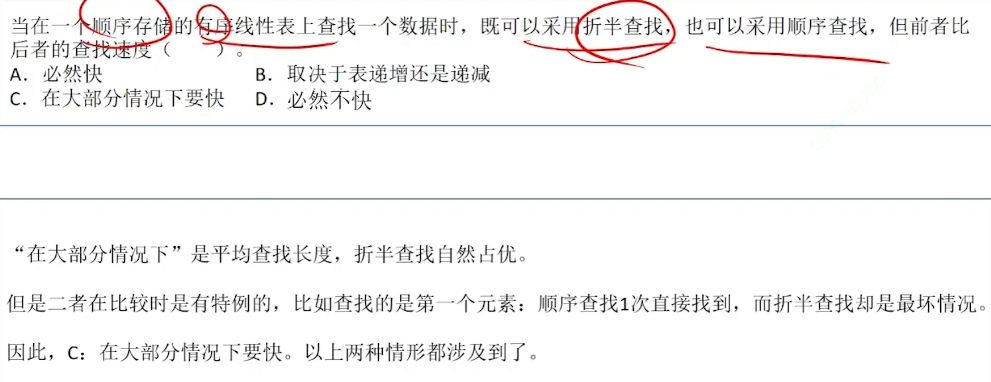 当在一个顺序存储的有序线性表上查找一个数据时，既可以采用折半查找，也可以采用顺序查找，但前者比
后者的查找速度（　　）。
A．必然快　　B．取决于表递增还是递减
C．在大部分情况下要快　　D．必然不快
“在大部分情况下”是平均查找长度，折半查找自然占优。
但是二者在比较时是有特例的，比如查找的是第一个元素：顺序查找1次直接找到，而折半查找却是最坏情况。
因此，C：在大部分情况下要快。以上两种情形都涉及到了。